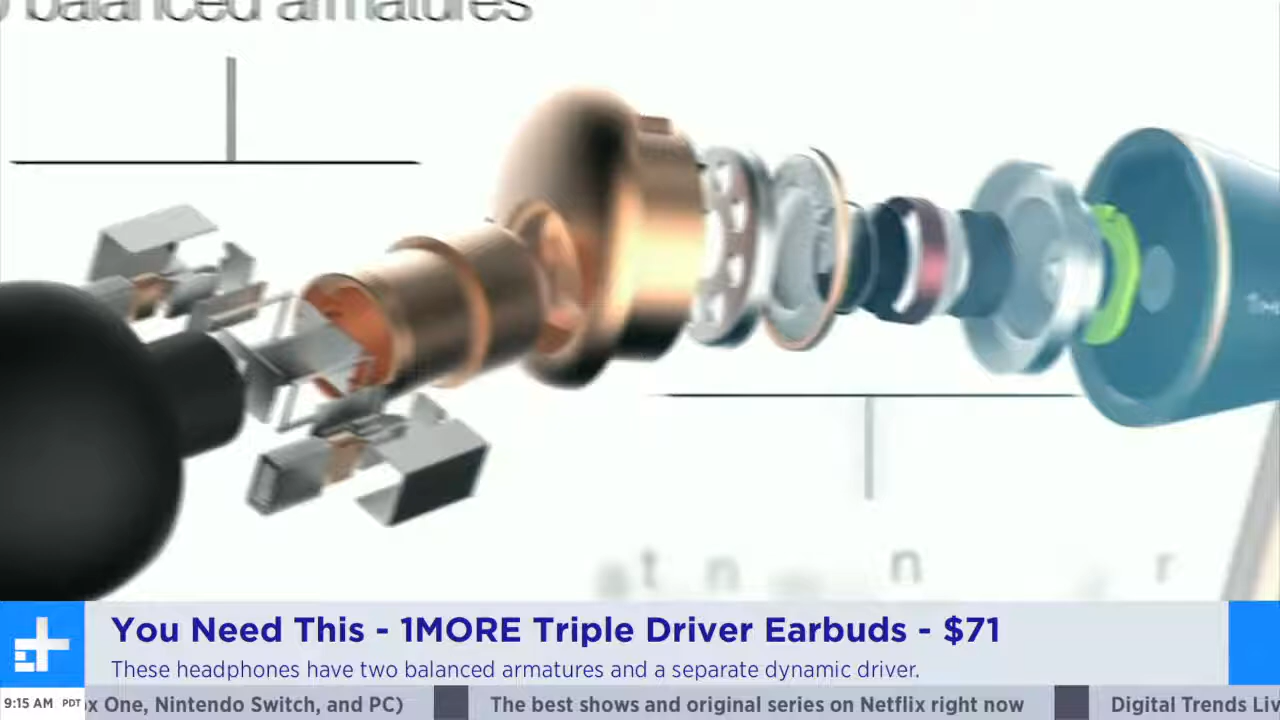 balanced armatures
You Need This - 1MORE Triple Driver Earbuds - $71
These headphones have two balanced armatures and a separate dynamic driver.
9:15 AM PDT
x One, Nintendo Switch, and PC)
The best shows and original series on Netflix right now
Digital Trends Liv